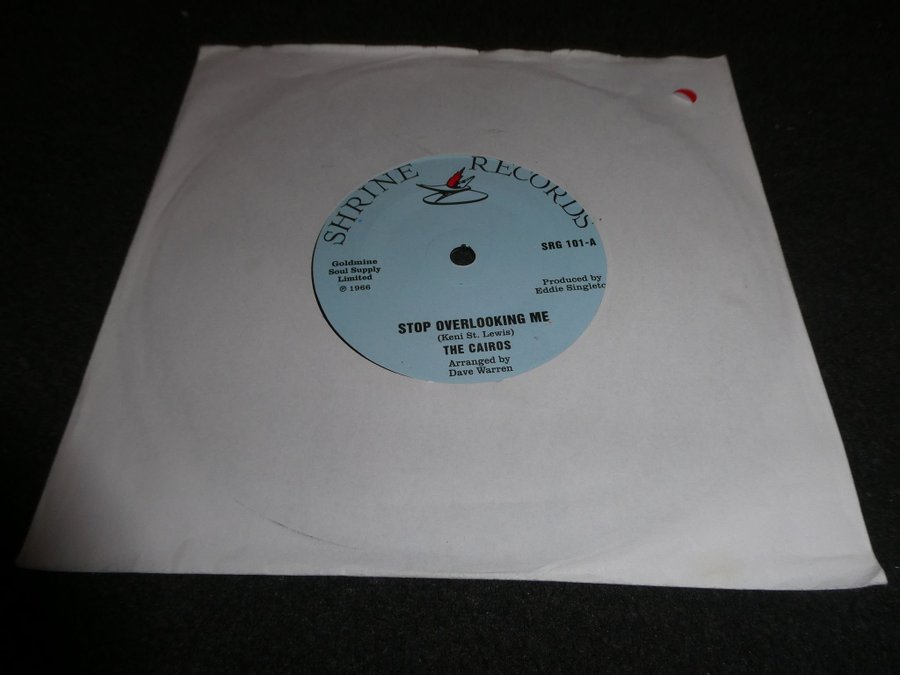 SHRINE RECORDS
SRG 101-A
Goldmine
Soul Supply
Limited
℗ 1966
Produced by
Eddie Singleto
STOP OVERLOOKING ME
(Keni St. Lewis)
THE CAIROS
Arranged by
Dave Warren